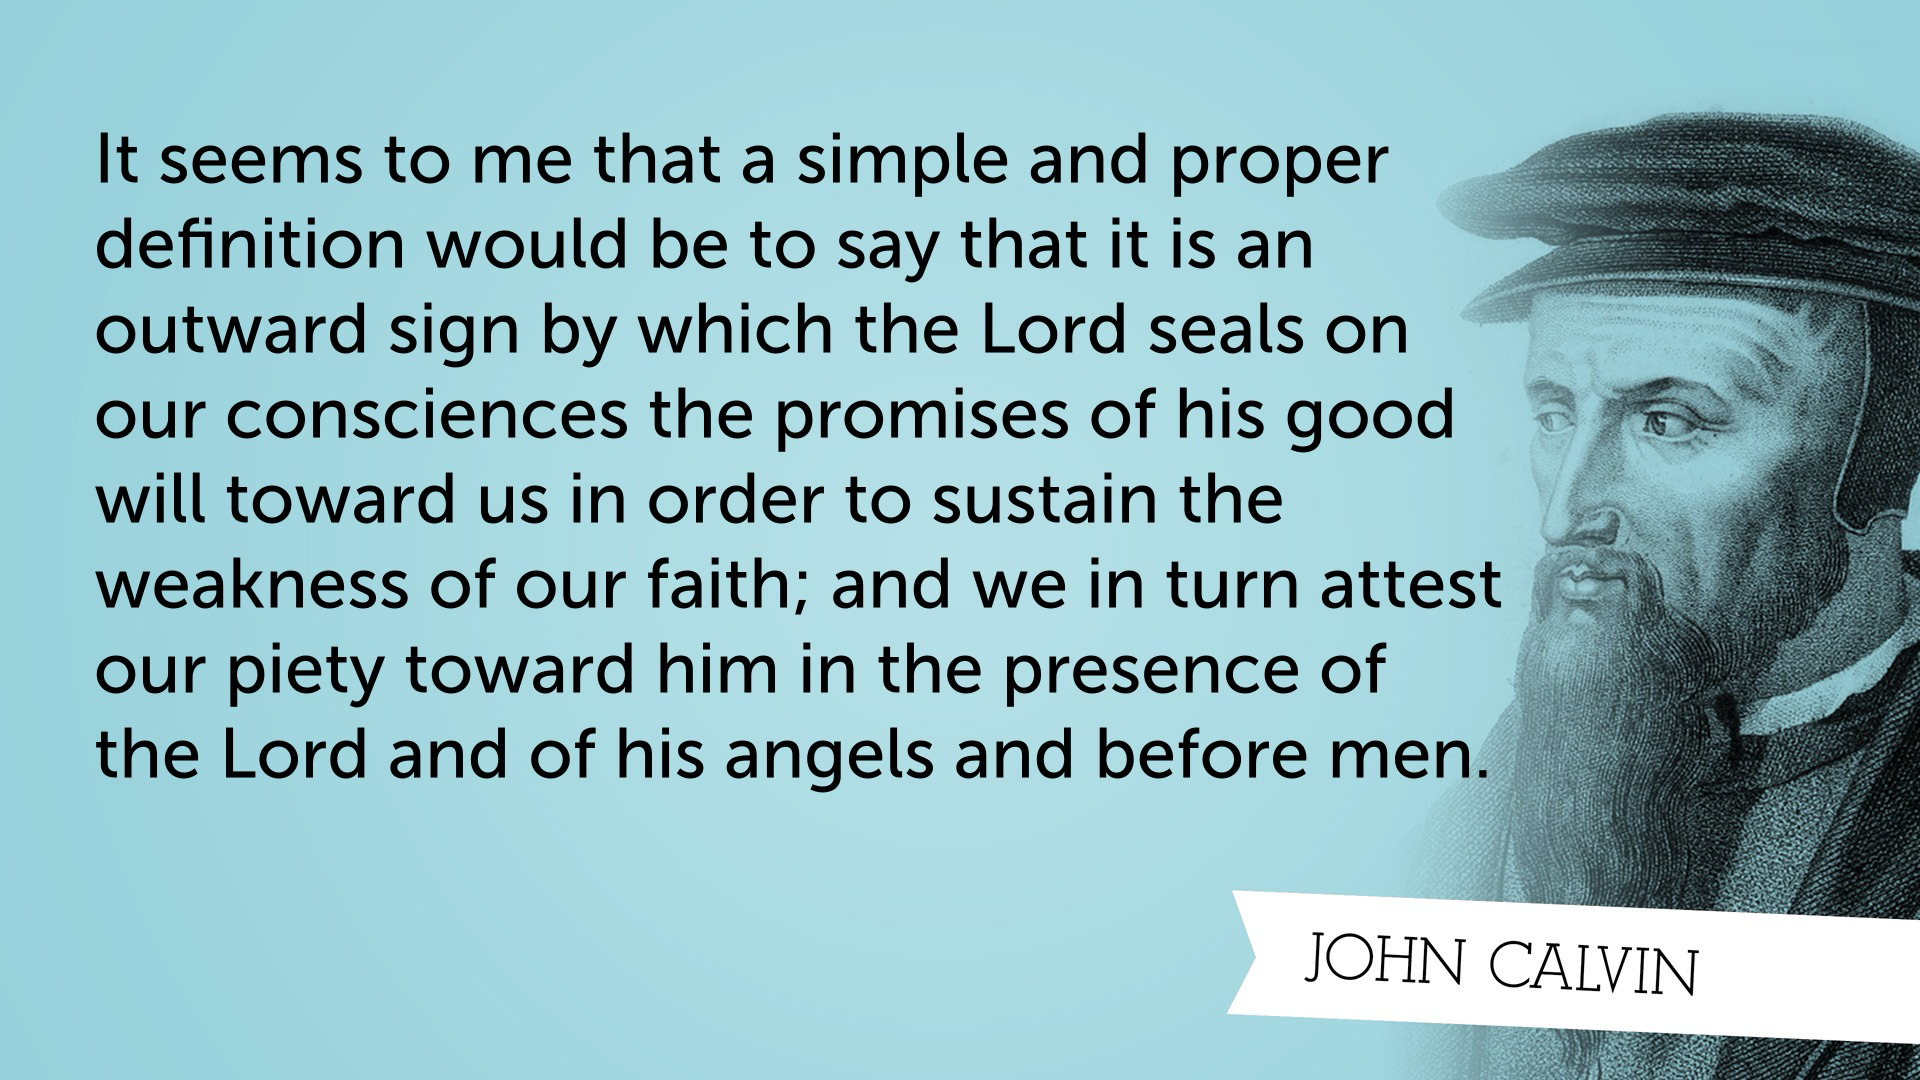 It seems to me that a simple and proper
definition would be to say that it is an
outward sign by which the Lord seals on
our consciences the promises of his good
will toward us in order to sustain the
weakness of our faith; and we in turn attest
our piety toward him in the presence of
the Lord and of his angels and before men.
JOHN CALVIN